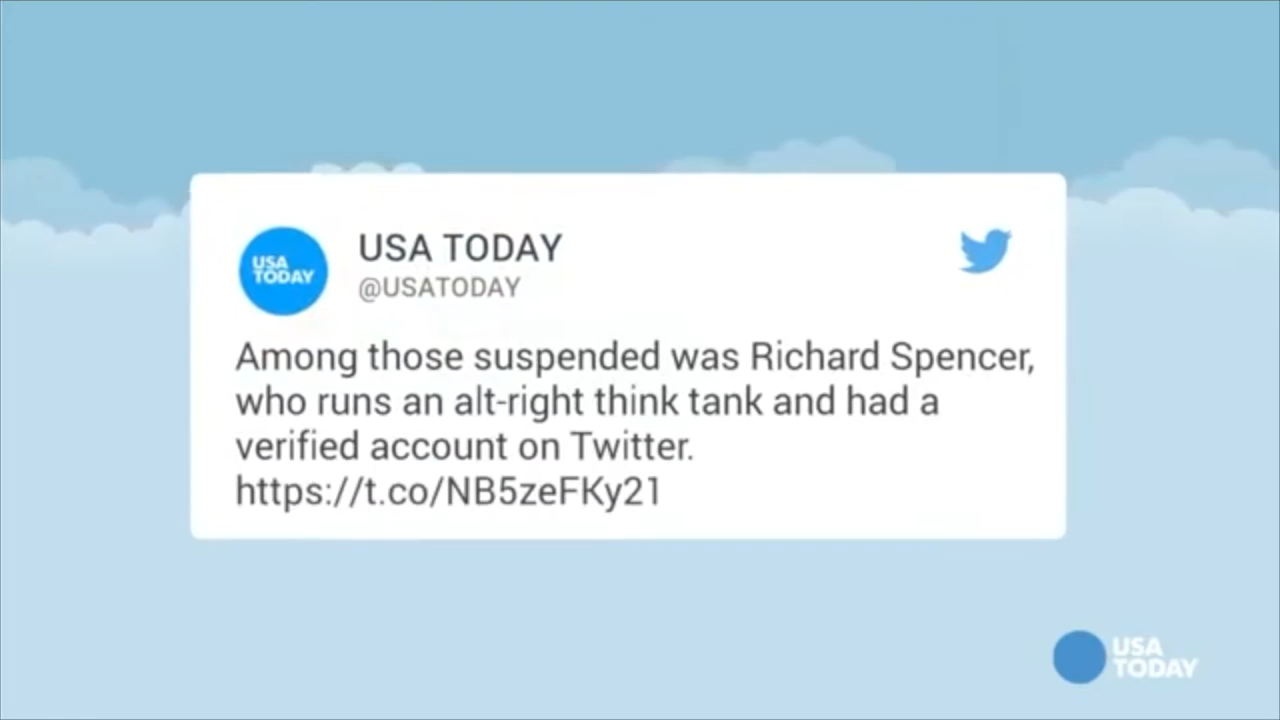 USA
TODAY
USA TODAY
@USATODAY
Among those suspended was Richard Spencer,
who runs an alt-right think tank and had a
verified account on Twitter.
https://t.co/NB5zeFKy21
USA
TODAY